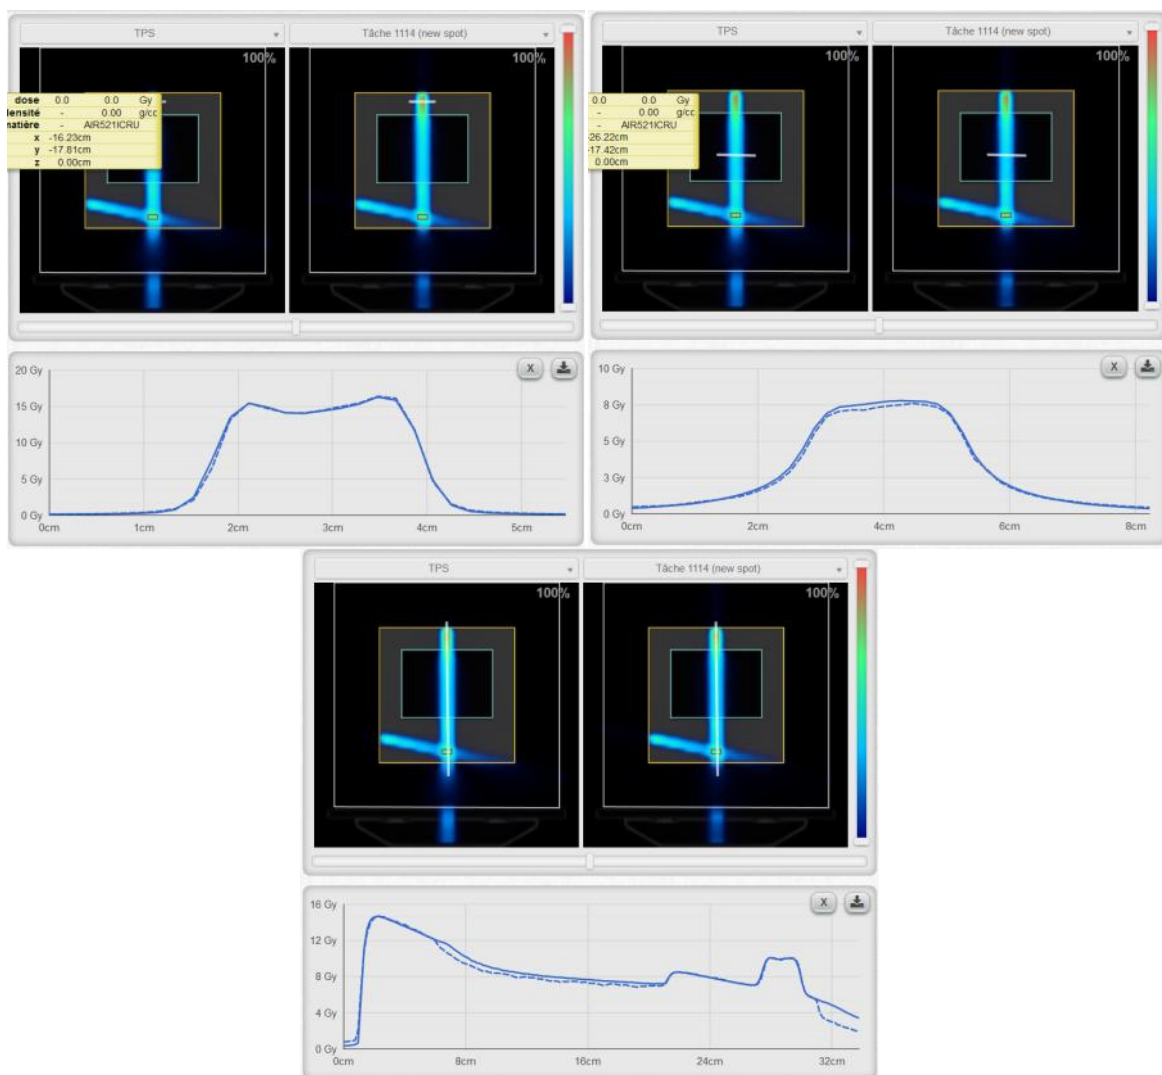 TPS
Tâche 1114 (new spot)
100%
100%
dose 0.0 0.0 Gy
densité - 0.00 g/cc
matière - AIR521ICRU
x -16.23cm
y -17.81cm
z 0.00cm
20 Gy
15 Gy
10 Gy
5 Gy
0 Gy
0cm 1cm 2cm 3cm 4cm 5cm
X
TPS
Tâche 1114 (new spot)
100%
100%
0.0 0.0 Gy
- 0.00 g/cc
- AIR521ICRU
-26.22cm
-17.42cm
0.00cm
10 Gy
8 Gy
5 Gy
3 Gy
0 Gy
0cm 2cm 4cm 6cm 8cm
X
TPS
Tâche 1114 (new spot)
100%
100%
16 Gy
12 Gy
8 Gy
4 Gy
0 Gy
0cm 8cm 16cm 24cm 32cm
X